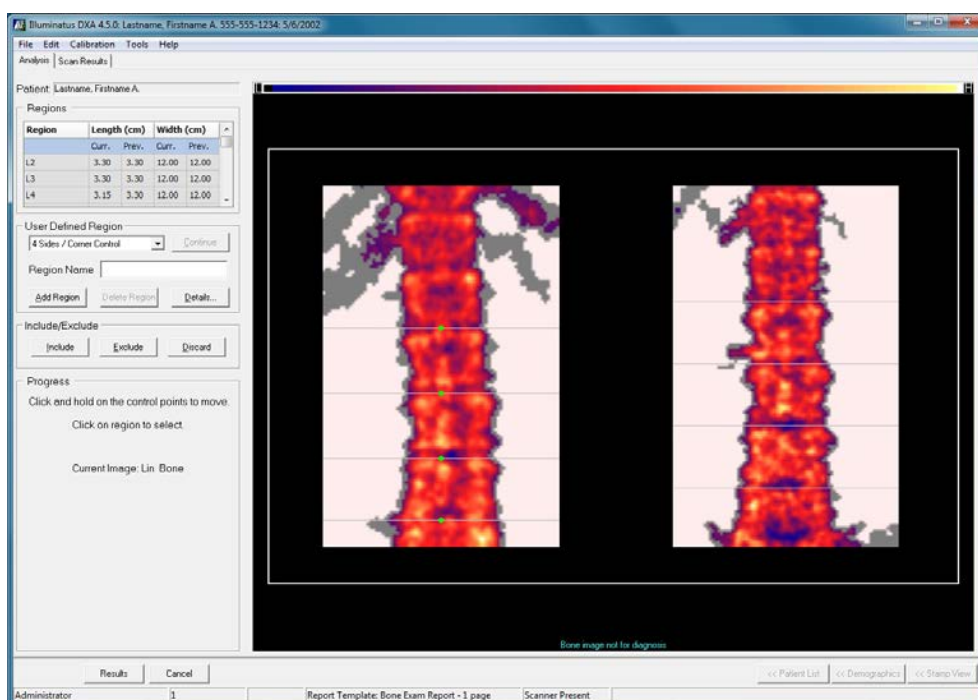 Illuminatus DXA 4.5.0: Lastname, Firstname A. 555-555-1234: 5/6/2002
File Edit Calibration Tools Help
Analysis Scan Results
Patient: Lastname, Firstname A.
L H
Regions
Region Length (cm) Width (cm)
Curr. Prev. Curr. Prev.
L2 3.30 3.30 12.00 12.00
L3 3.30 3.30 12.00 12.00
L4 3.15 3.30 12.00 12.00
User Defined Region
4 Sides / Corner Control Continue
Region Name
Add Region Delete Region Details...
Include/Exclude
Include Exclude Discard
Progress
Click and hold on the control points to move.
Click on region to select.
Current Image: Lin Bone
Bone image not for diagnosis
Results Cancel << Patient List << Demographics << Stamp View
Administrator 1 Report Template: Bone Exam Report - 1 page Scanner Present